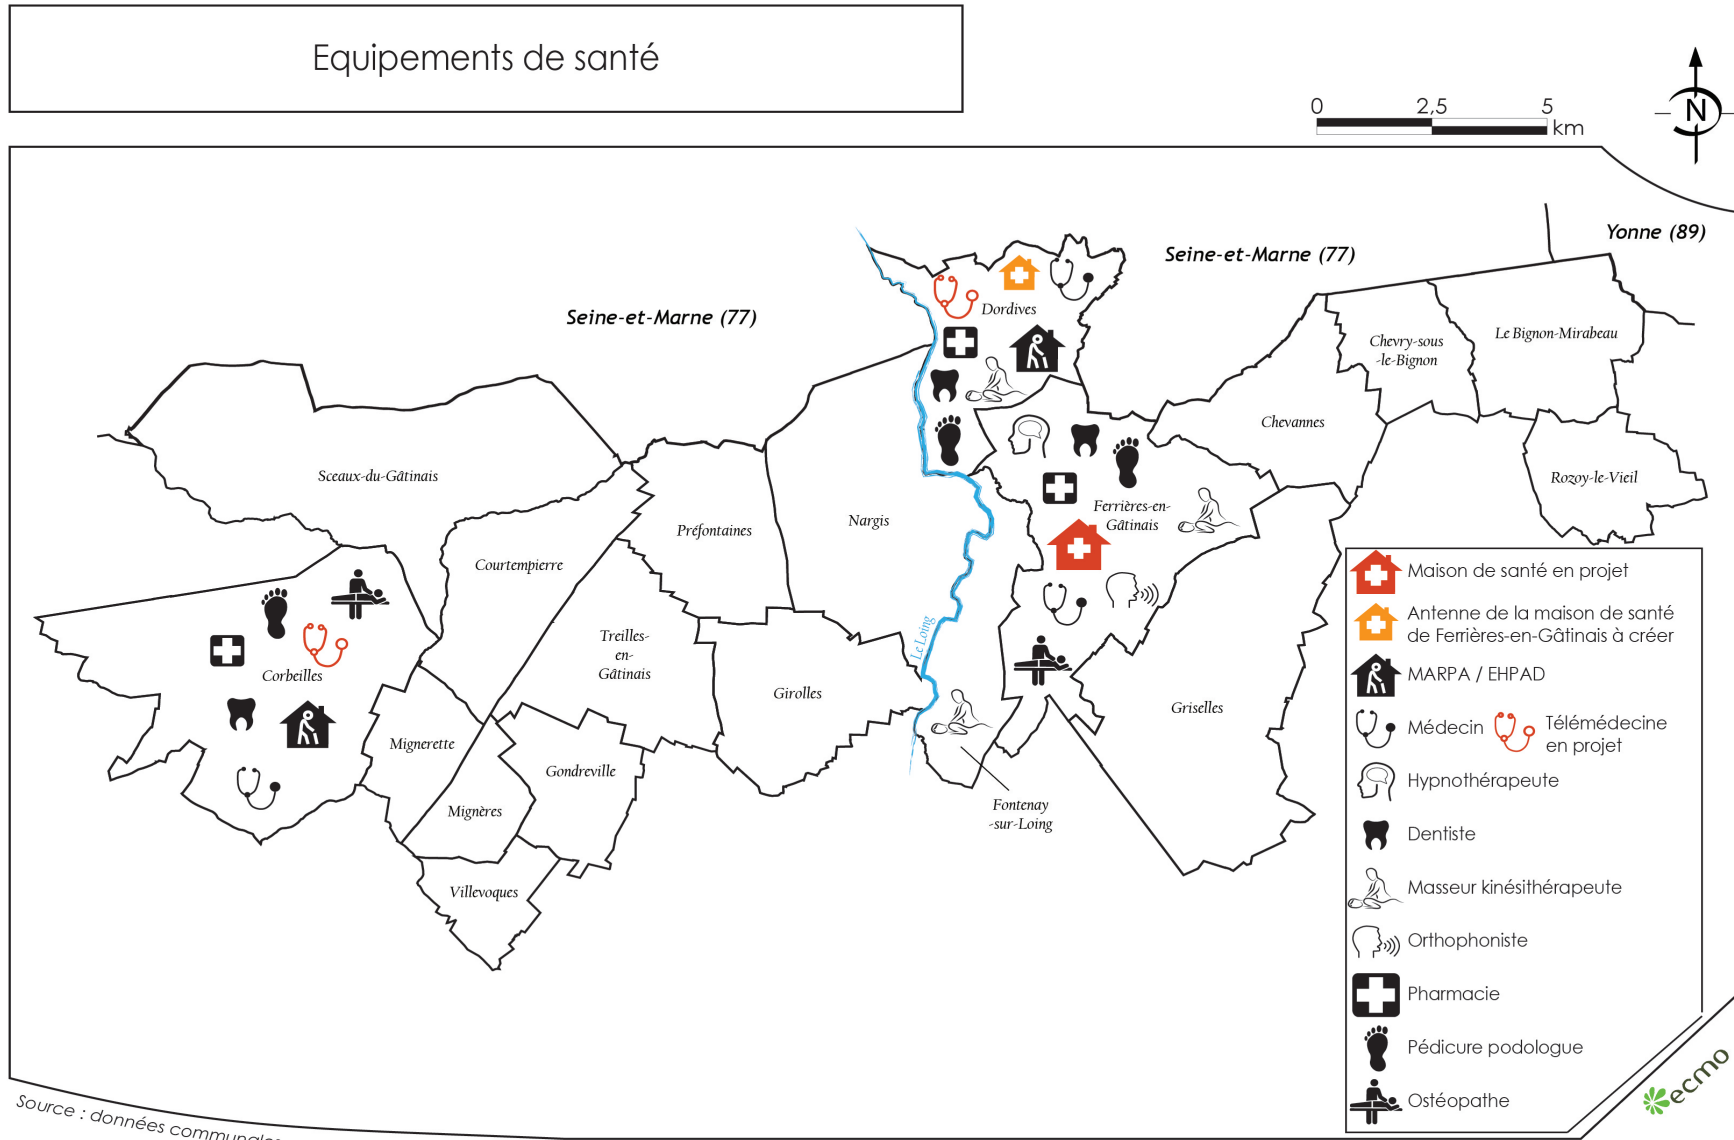 Equipements de santé
0 2,5 5
km
N
Yonne (89)
Seine-et-Marne (77)
Seine-et-Marne (77)
Dordives
Le Bignon-Mirabeau
Chevry-sous
-le-Bignon
Chevannes
Sceaux-du-Gâtinais
Rozoy-le-Vieil
Ferrières-en-
Gâtinais
Nargis
Préfontaines
Courtempierre
Treilles-
en-
Gâtinais
Le Loing
Corbeilles
Girolles
Griselles
Mignerette
Gondreville
Mignères
Fontenay
-sur-Loing
Villevoques
Maison de santé en projet
Antenne de la maison de santé
de Ferrières-en-Gâtinais à créer
MARPA / EHPAD
Médecin
Télémédecine
en projet
Hypnothérapeute
Dentiste
Masseur kinésithérapeute
Orthophoniste
Pharmacie
Pédicure podologue
Ostéopathe
ecmo
Source : données